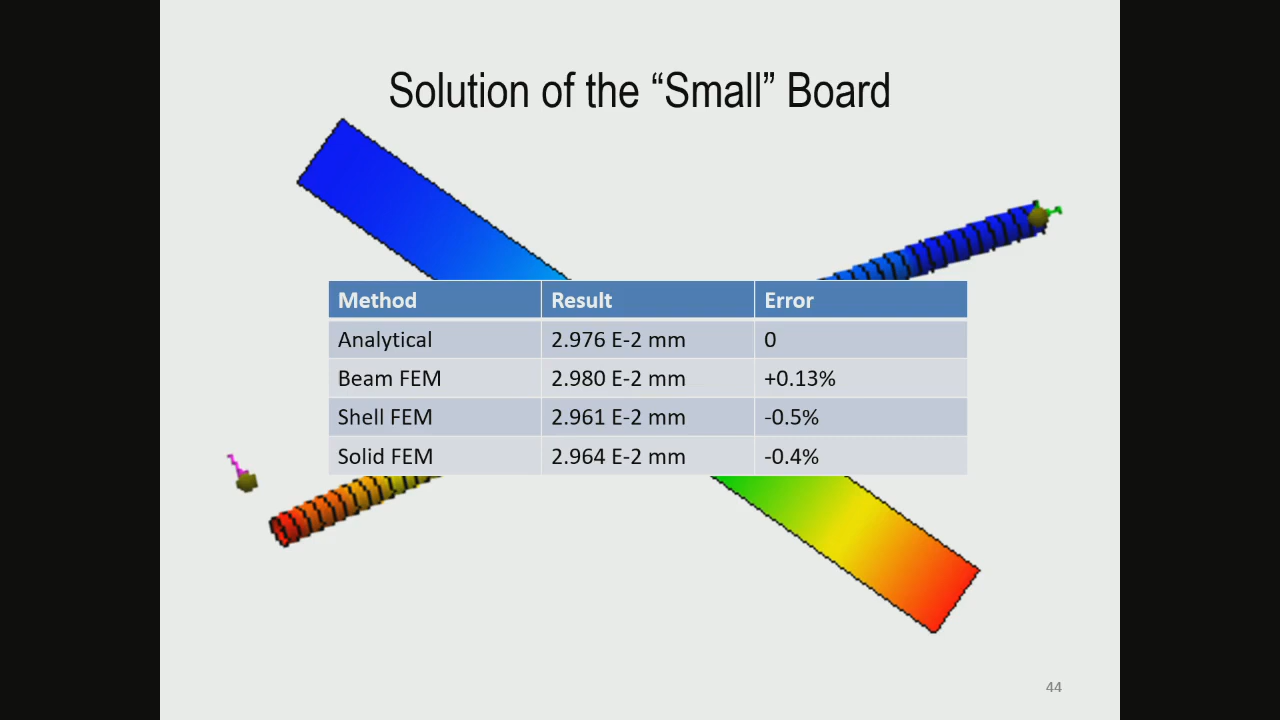 Solution of the “Small” Board
Method Result Error
Analytical 2.976 E-2 mm 0
Beam FEM 2.980 E-2 mm +0.13%
Shell FEM 2.961 E-2 mm -0.5%
Solid FEM 2.964 E-2 mm -0.4%
44